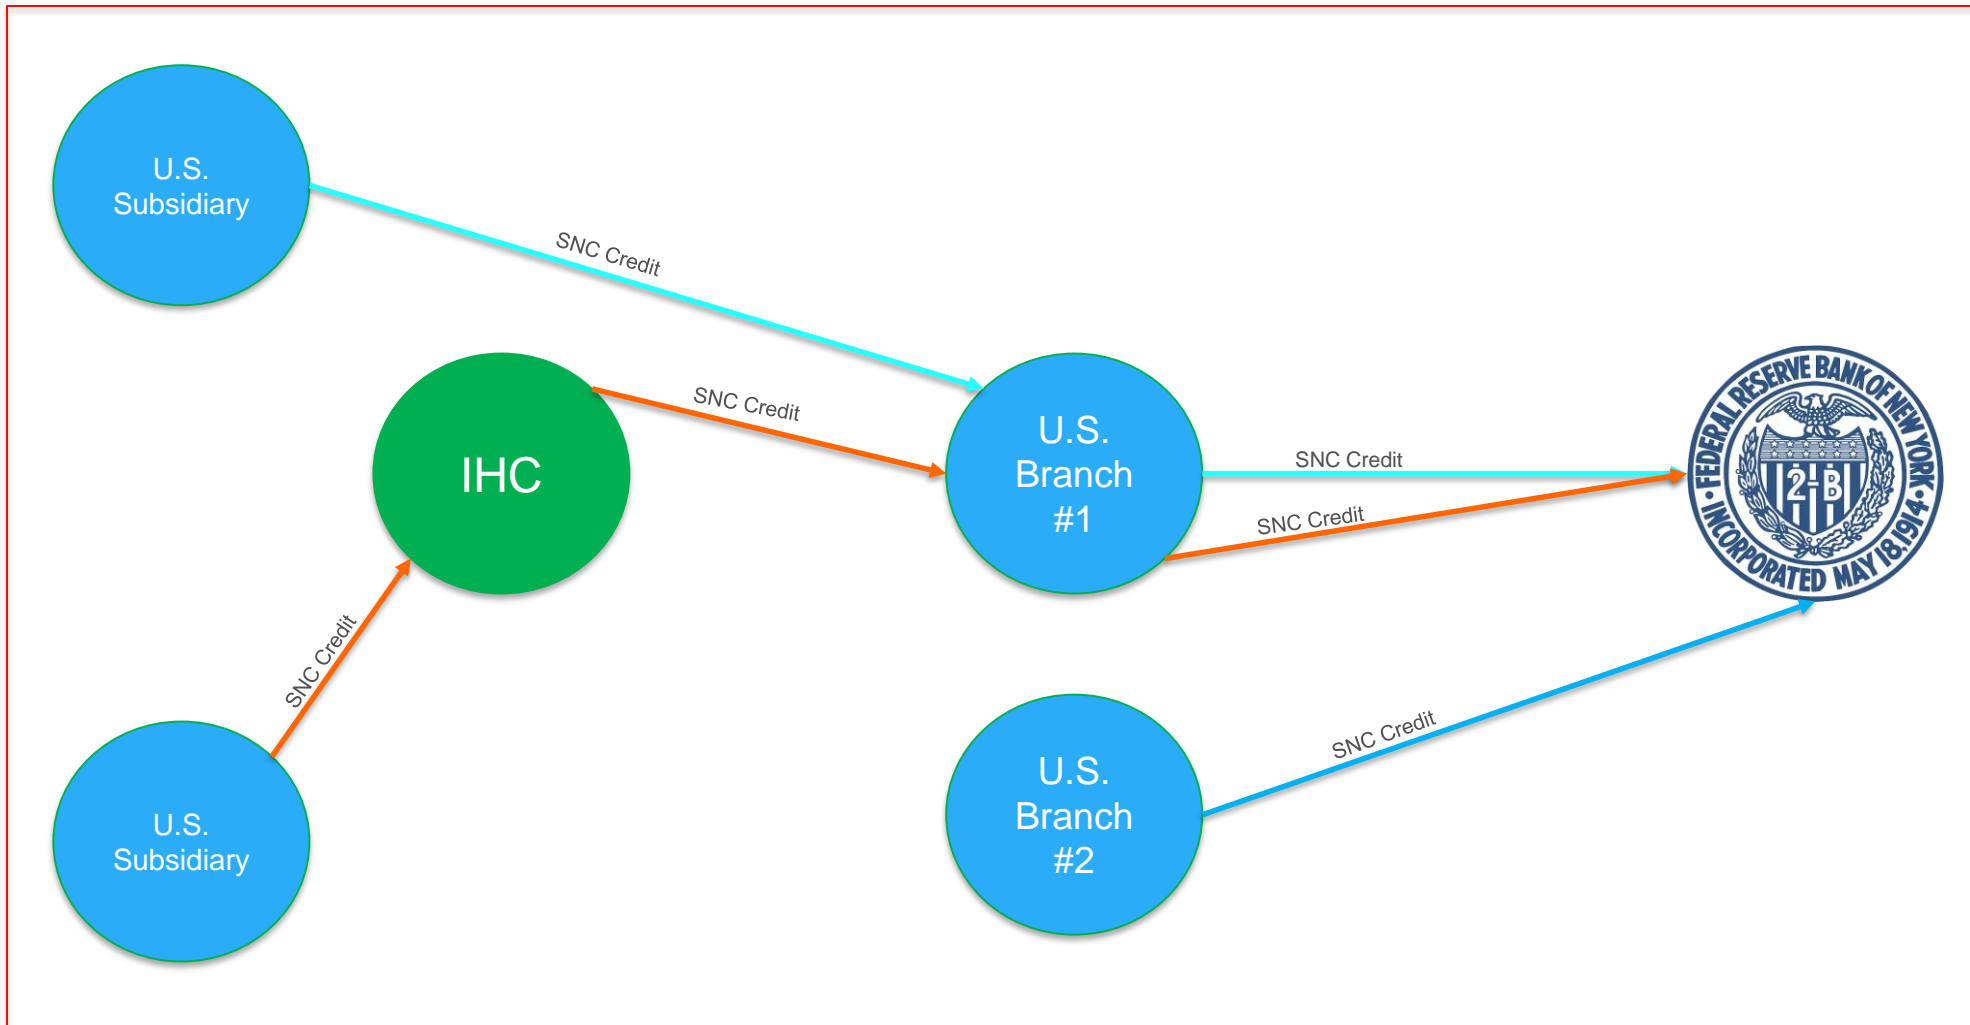 U.S.
Subsidiary
SNC Credit
SNC Credit
IHC
U.S.
Branch
#1
SNC Credit
SNC Credit
FEDERAL RESERVE BANK OF NEW YORK
2-B
INCORPORATED MAY 18, 1914
SNC Credit
U.S.
Subsidiary
U.S.
Branch
#2
SNC Credit